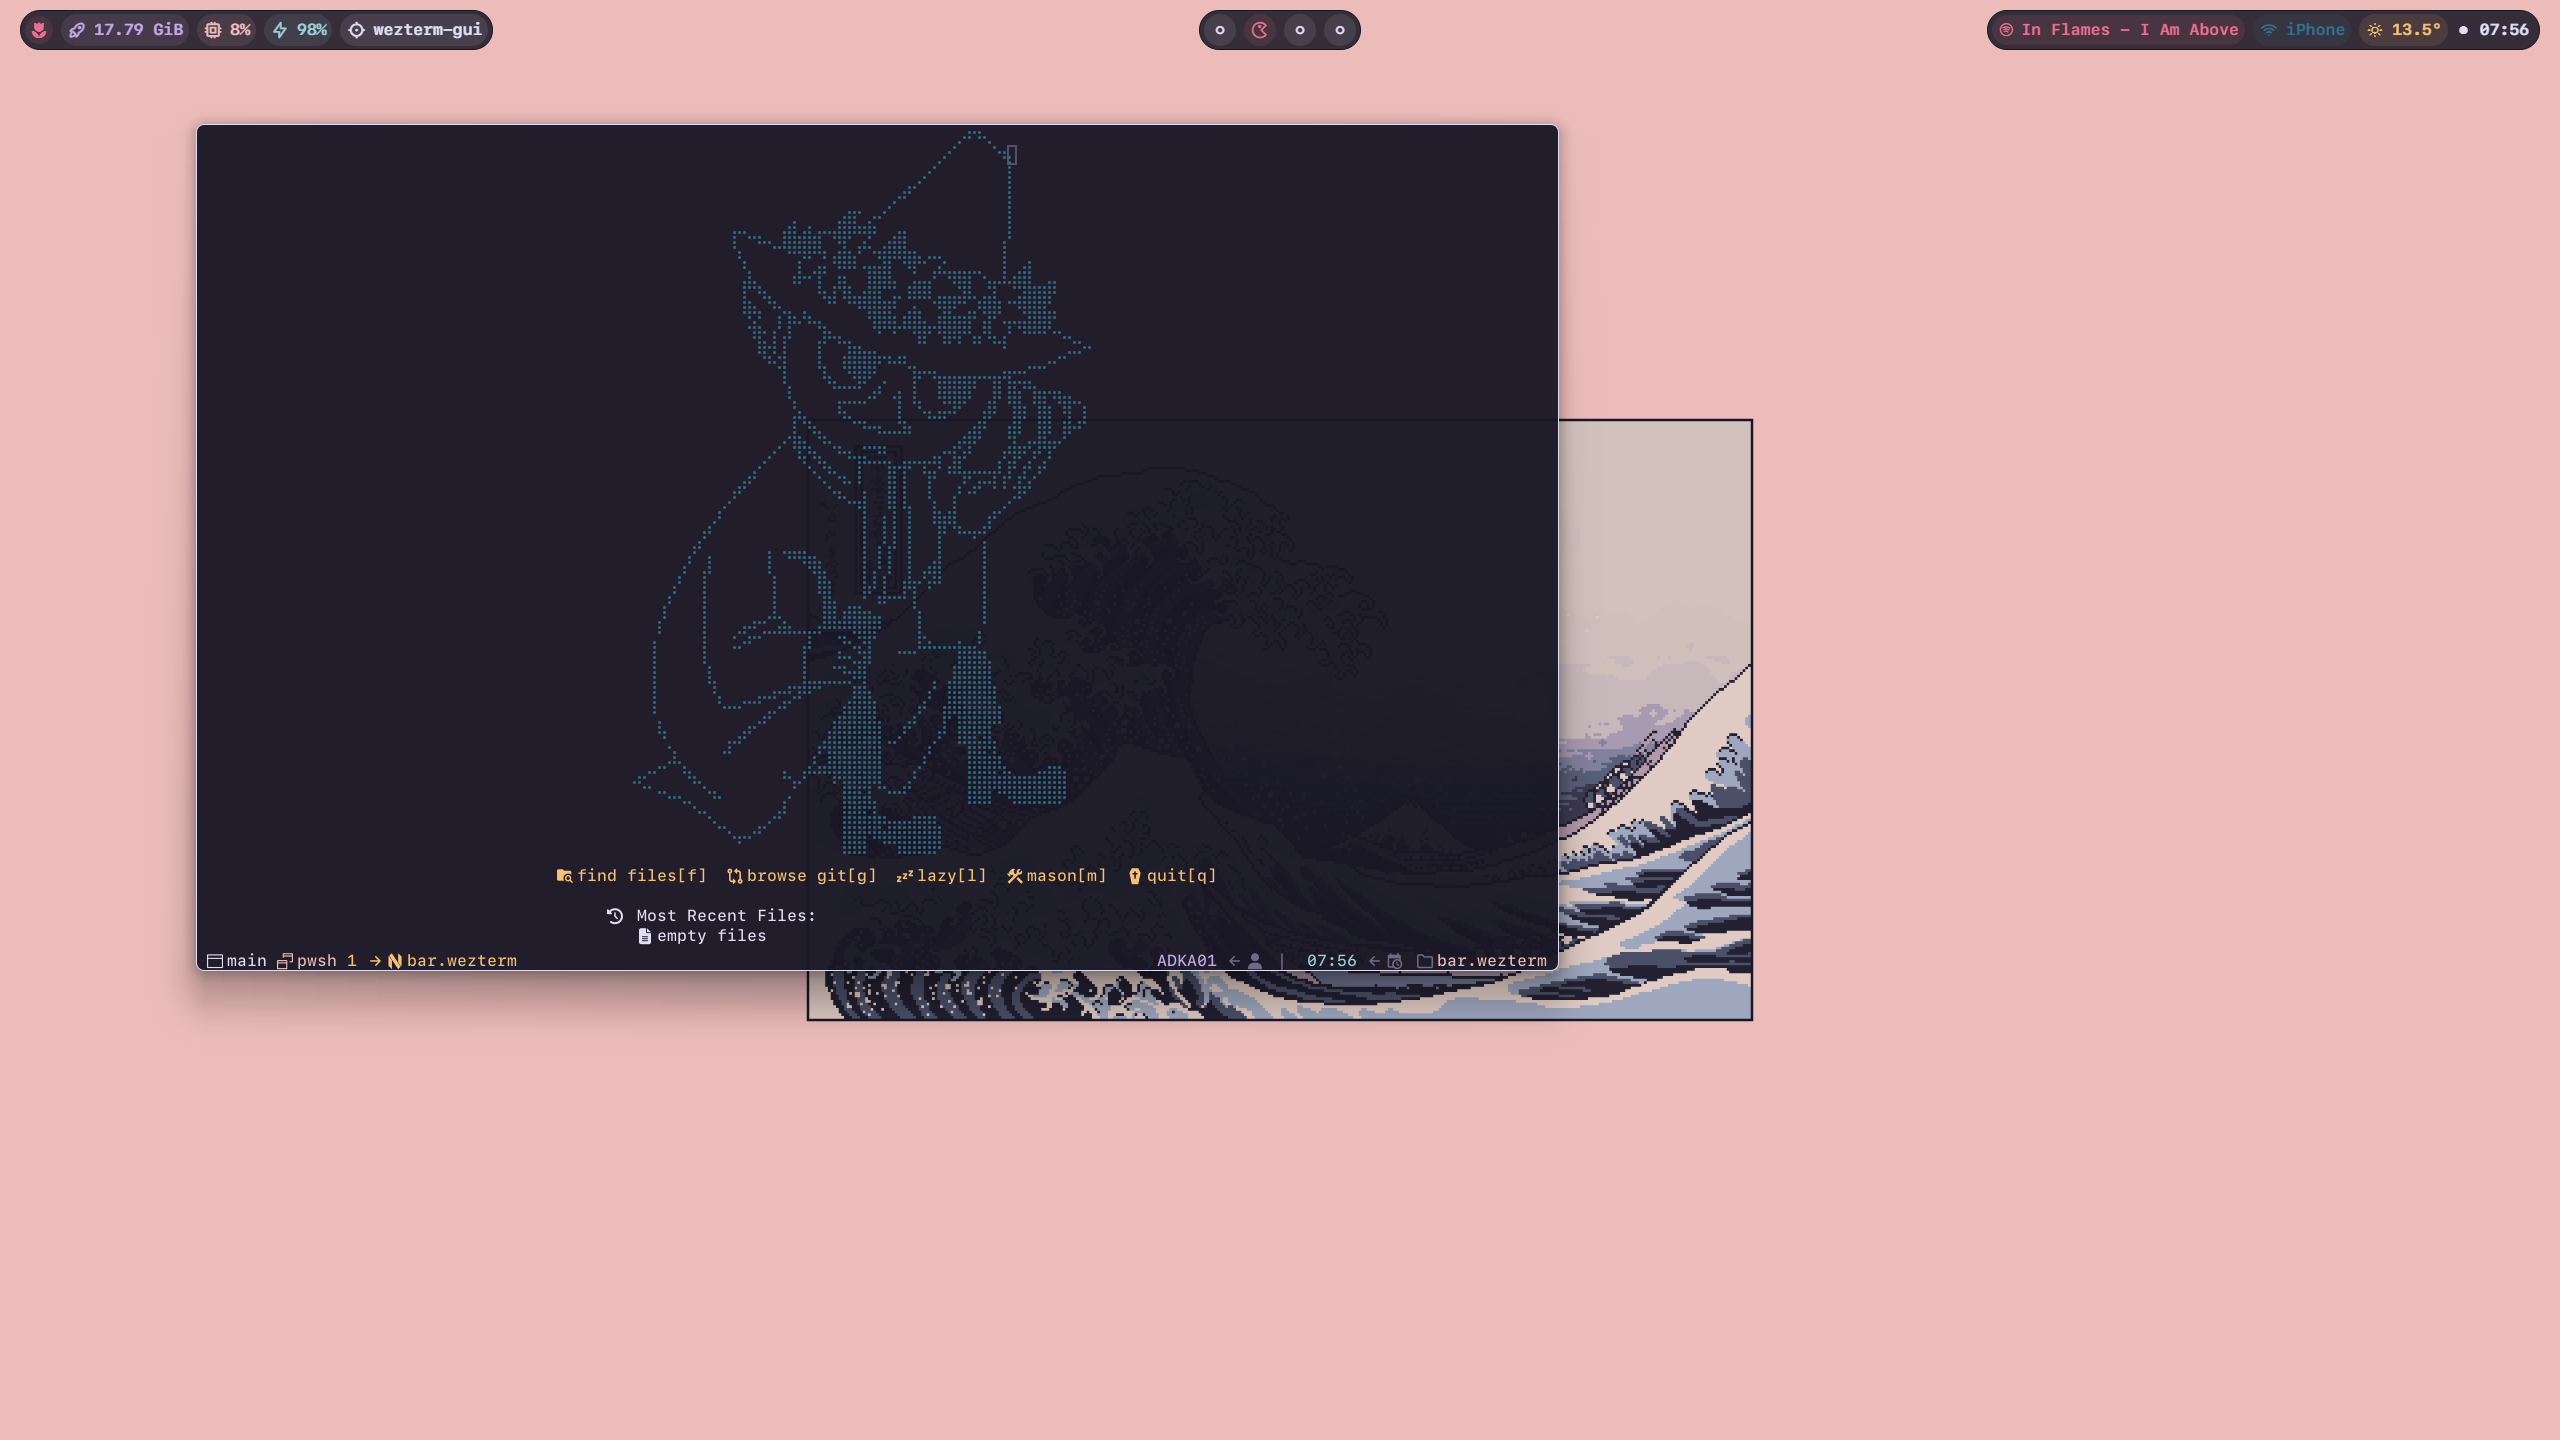 17.79 GiB 8% 98% wezterm-gui
In Flames - I Am Above iPhone 13.5° 07:56
find files[f] browse git[g] lazy[l] mason[m] quit[q]
Most Recent Files:
empty files
main pwsh 1 → bar.wezterm
ADKA01 ← | 07:56 ← bar.wezterm